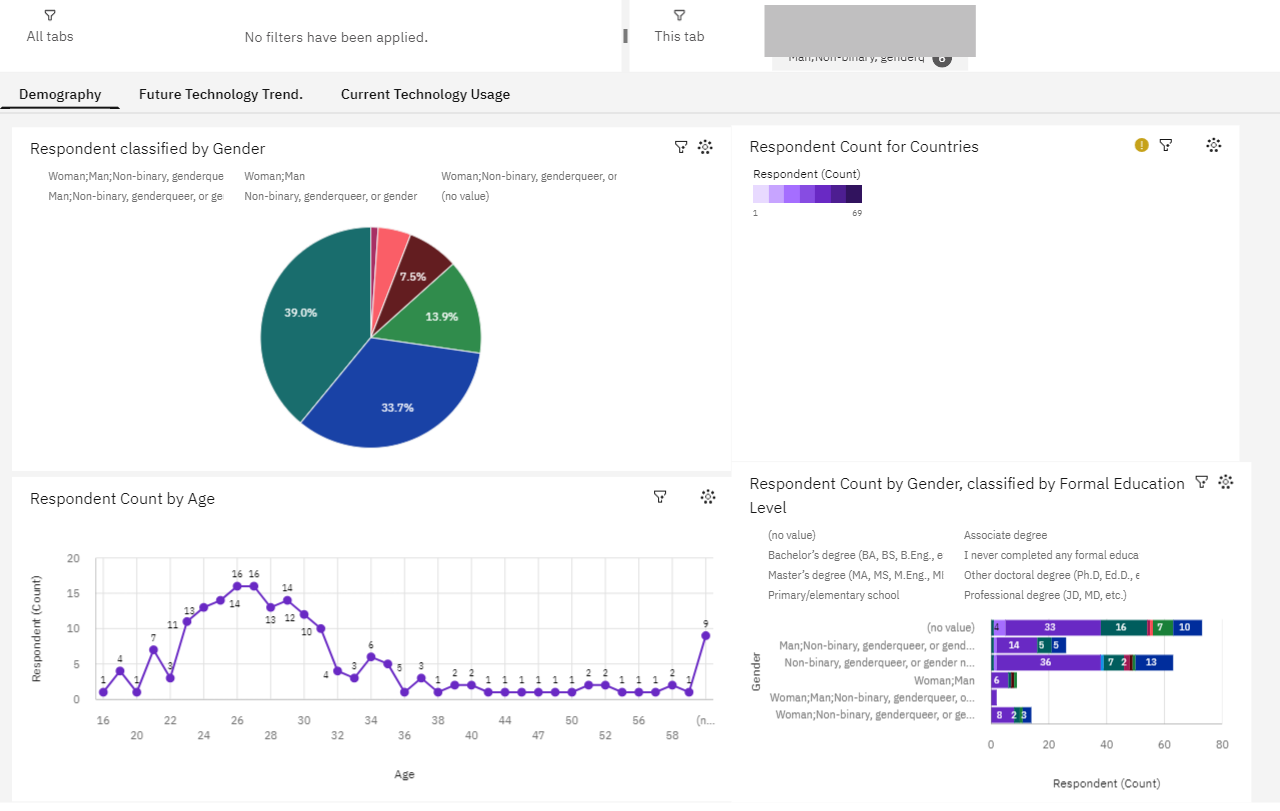 All tabs
No filters have been applied.
This tab
Man;Non-binary, genderq
6
Demography
Future Technology Trend.
Current Technology Usage
Respondent classified by Gender
Woman;Man;Non-binary, genderque
Woman;Man
Woman;Non-binary, genderqueer, or
Man;Non-binary, genderqueer, or ge
Non-binary, genderqueer, or gender
(no value)
7.5%
39.0%
13.9%
33.7%
Respondent Count for Countries
!
Respondent (Count)
1
69
Respondent Count by Age
Respondent (Count)
20
15
10
5
0
1 4 1 7 3 11 13 14 16 16 13 14 12 10 4 3 6 5 1 3 1 2 2 1 1 1 1 1 1 2 2 1 1 1 2 1 9
16 22 26 30 34 38 44 50 56 (n...
20 24 28 32 36 40 47 52 58
Age
Respondent Count by Gender, classified by Formal Education
Level
(no value)
Associate degree
Bachelor’s degree (BA, BS, B.Eng., e
I never completed any formal educa
Master’s degree (MA, MS, M.Eng., MI
Other doctoral degree (Ph.D, Ed.D., e
Primary/elementary school
Professional degree (JD, MD, etc.)
Gender
(no value) 4 33 16 7 10
Man;Non-binary, genderqueer, or gend... 14 5 5
Non-binary, genderqueer, or gender n... 36 7 2 13
Woman;Man 6
Woman;Man;Non-binary, genderqueer, o...
Woman;Non-binary, genderqueer, or ge... 8 2 3
0 20 40 60 80
Respondent (Count)